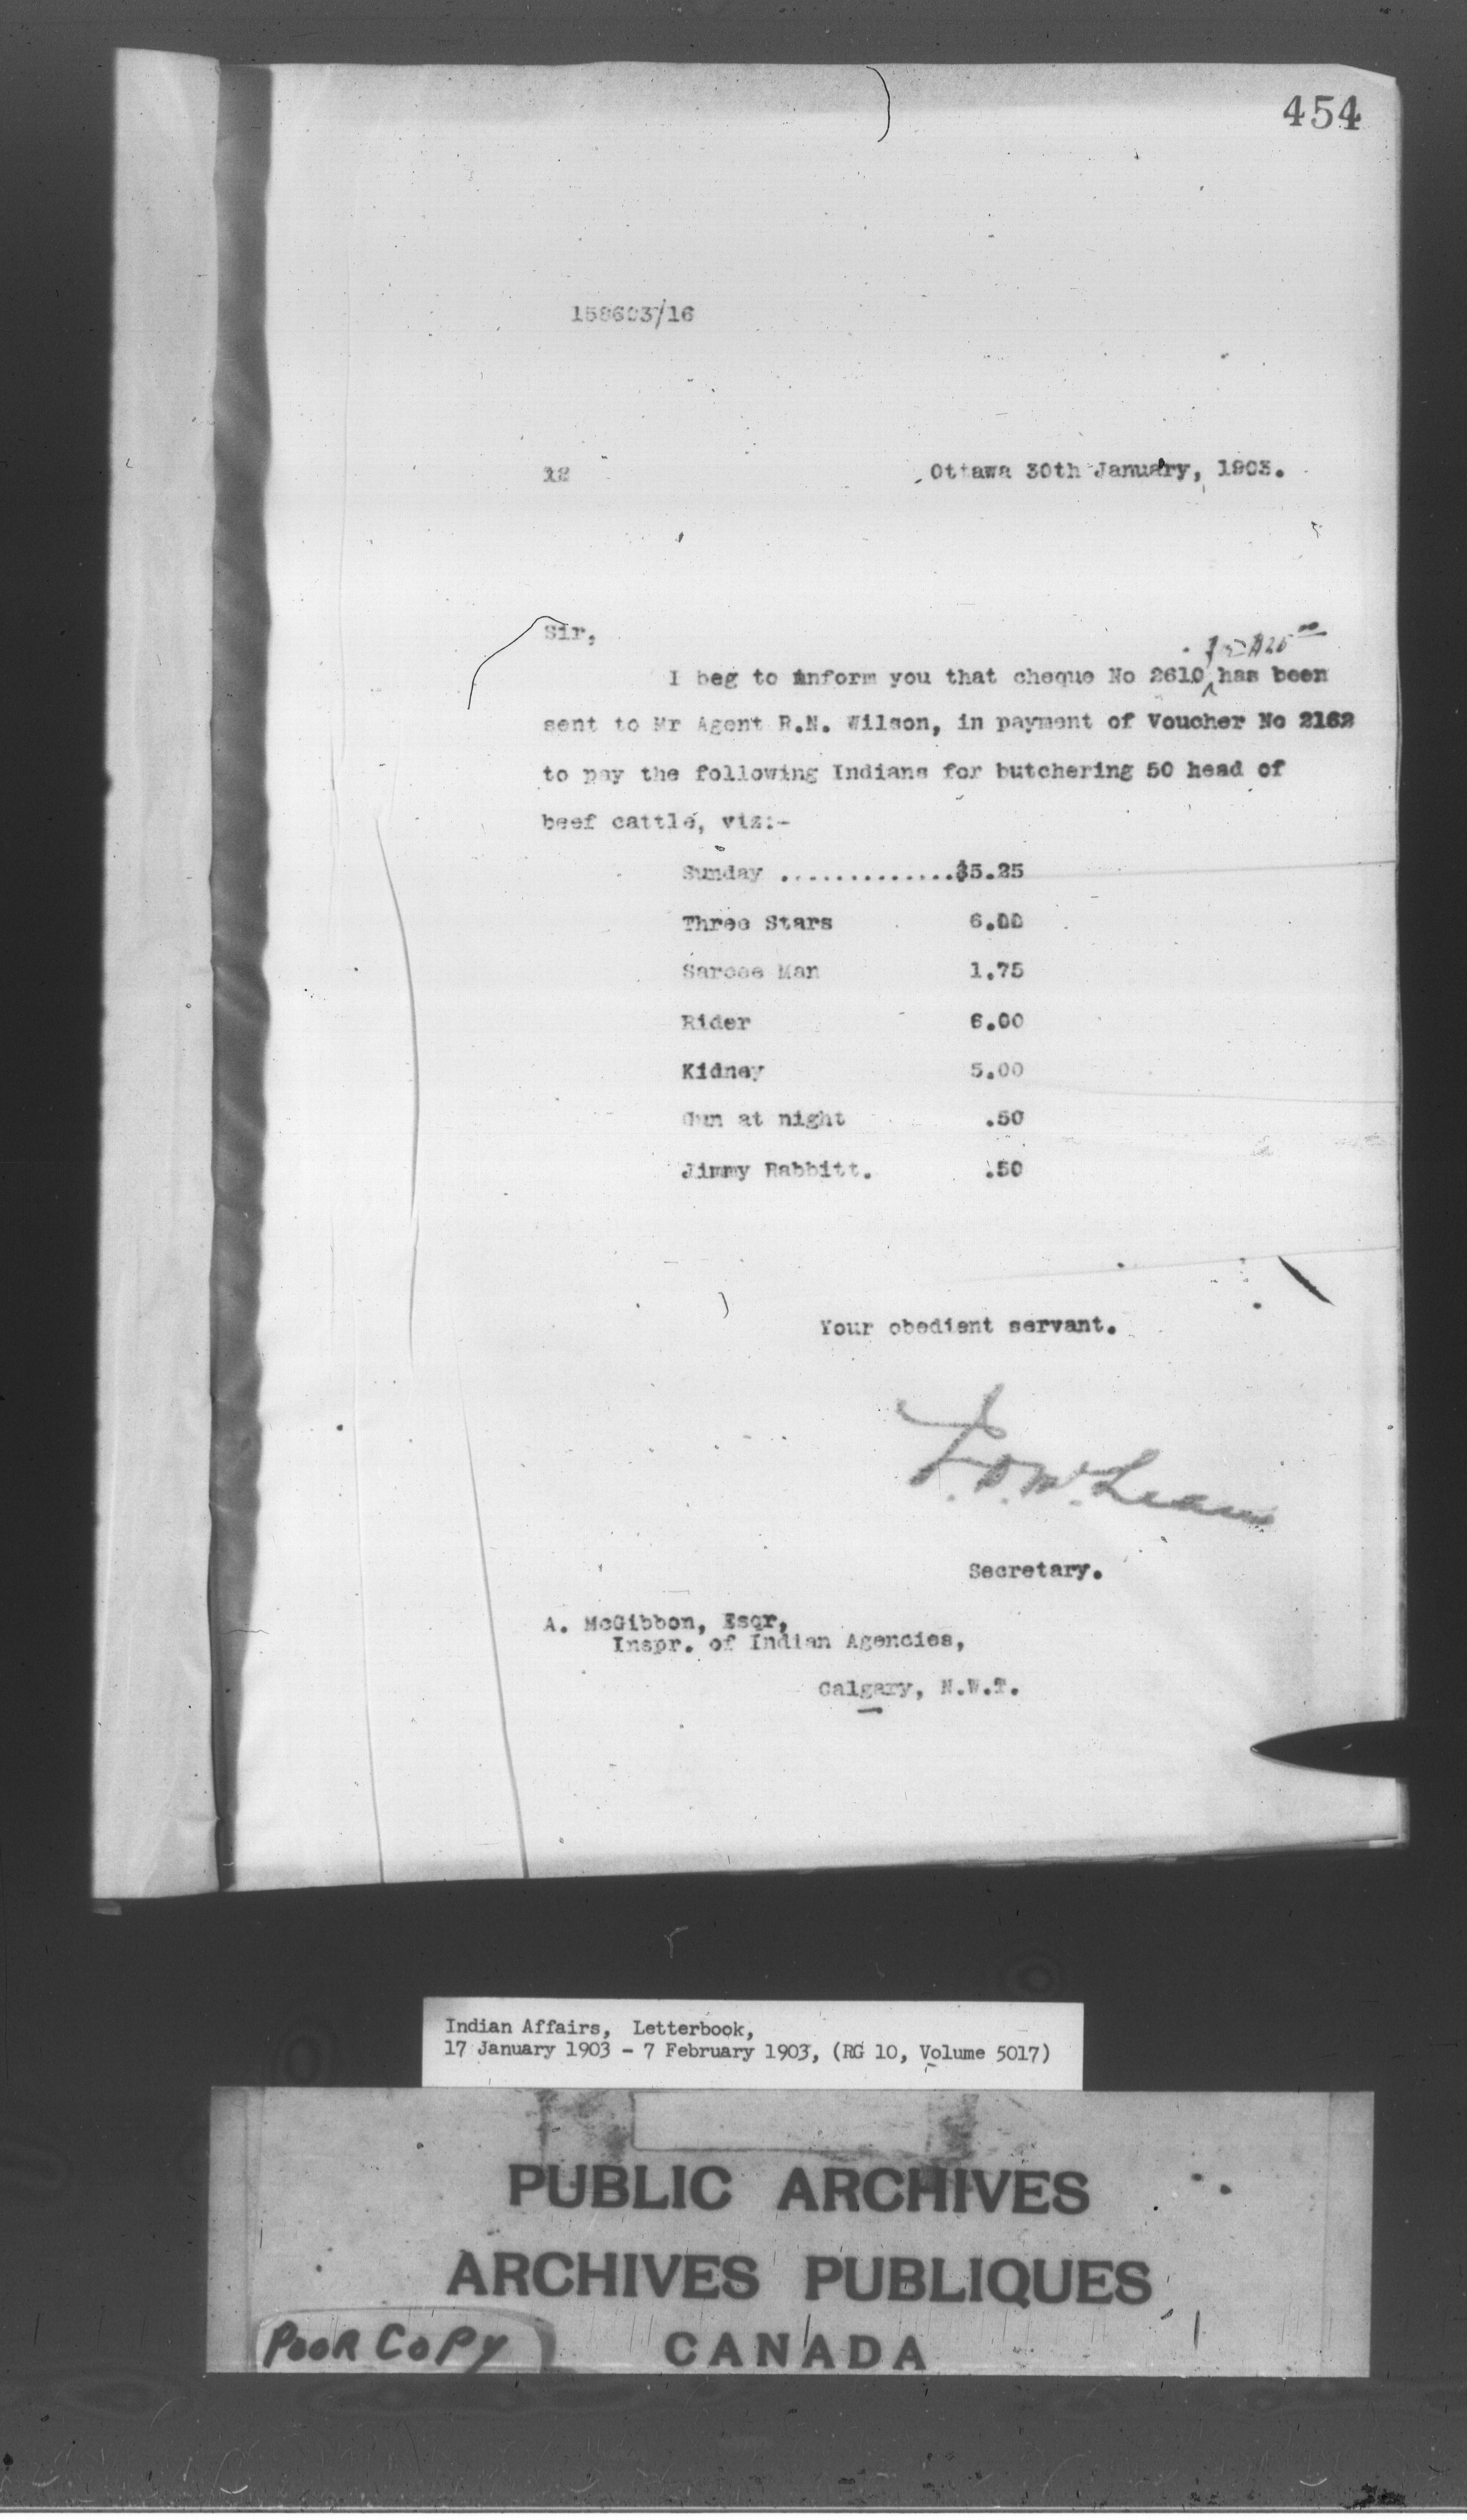 454
158603/16
12 Ottawa 30th January, 1903.
Sir,
for $25.00
I beg to inform you that cheque No 2610 ^ has been
sent to Mr Agent R.N. Wilson, in payment of Voucher No 2162
to pay the following Indians for butchering 50 head of
beef cattle, viz:-
Sunday ..............$5.25
Three Stars 6.00
Sarcee Man 1.75
Rider 6.00
Kidney 5.00
Gun at night .50
Jimmy Rabbitt. .50
Your obedient servant.
J.D. McLean
Secretary.
A. McGibbon, Esqr,
Inspr. of Indian Agencies,
Calgary, N.W.T.
Indian Affairs, Letterbook,
17 January 1903 - 7 February 1903, (RG 10, Volume 5017)
PUBLIC ARCHIVES
ARCHIVES PUBLIQUES
POOR COPY CANADA